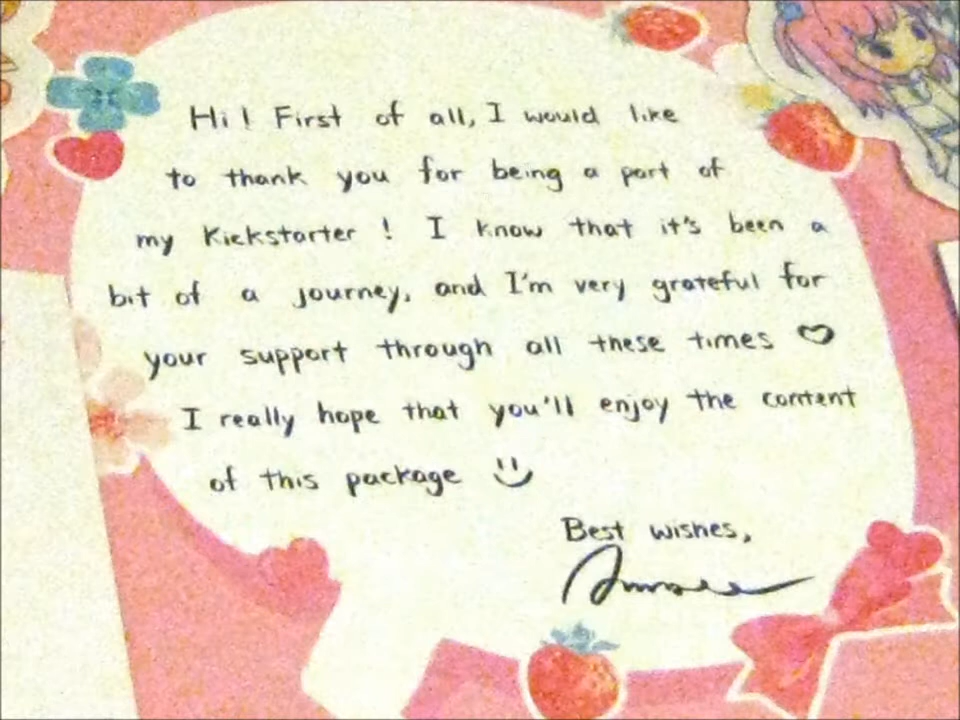 Hi! First of all, I would like
to thank you for being a part of
my Kickstarter! I know that it's been a
bit of a journey, and I'm very grateful for
your support through all these times ♡
I really hope that you'll enjoy the content
of this package :)
Best wishes,